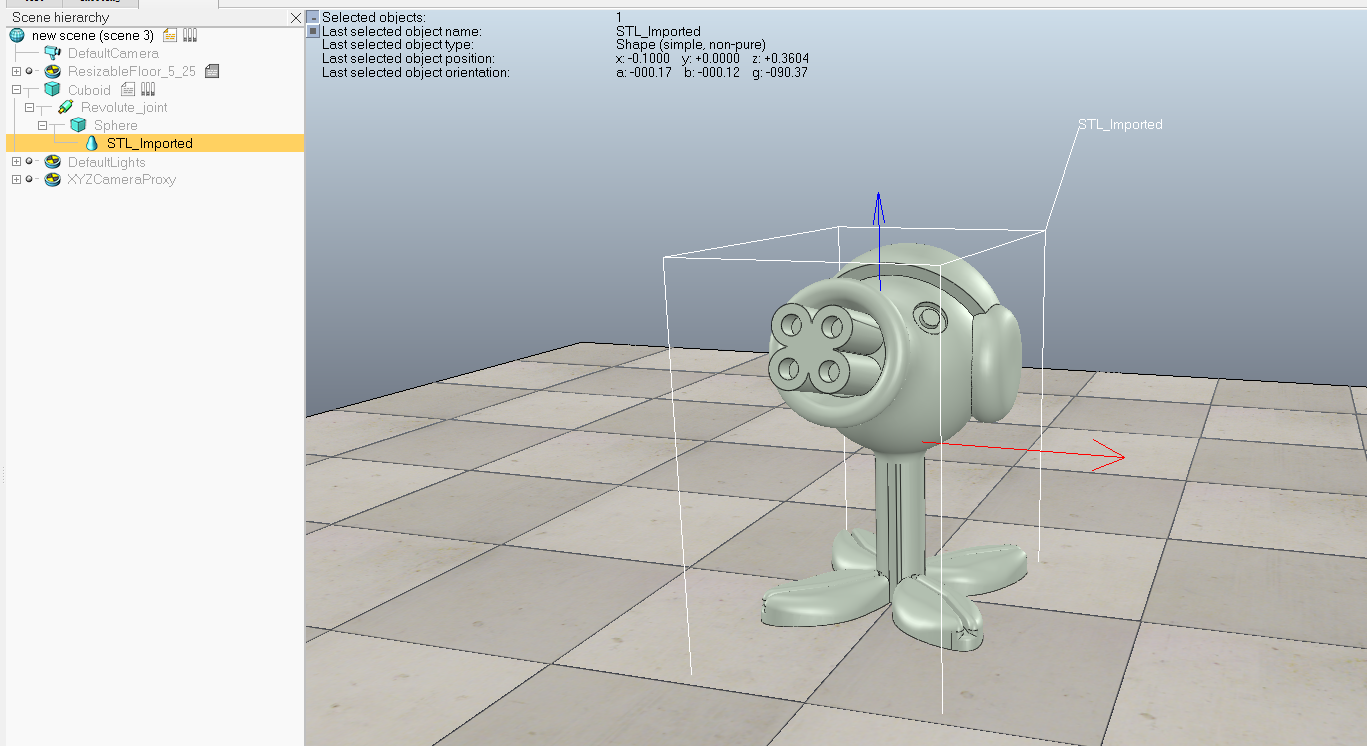 Scene hierarchy
new scene (scene 3)
DefaultCamera
ResizableFloor_5_25
Cuboid
Revolute_joint
Sphere
STL_Imported
DefaultLights
XYZCameraProxy
Selected objects: 1
Last selected object name: STL_Imported
Last selected object type: Shape (simple, non-pure)
Last selected object position: x: -0.1000 y: +0.0000 z: +0.3604
Last selected object orientation: a: -000.17 b: -000.12 g: -090.37
STL_Imported